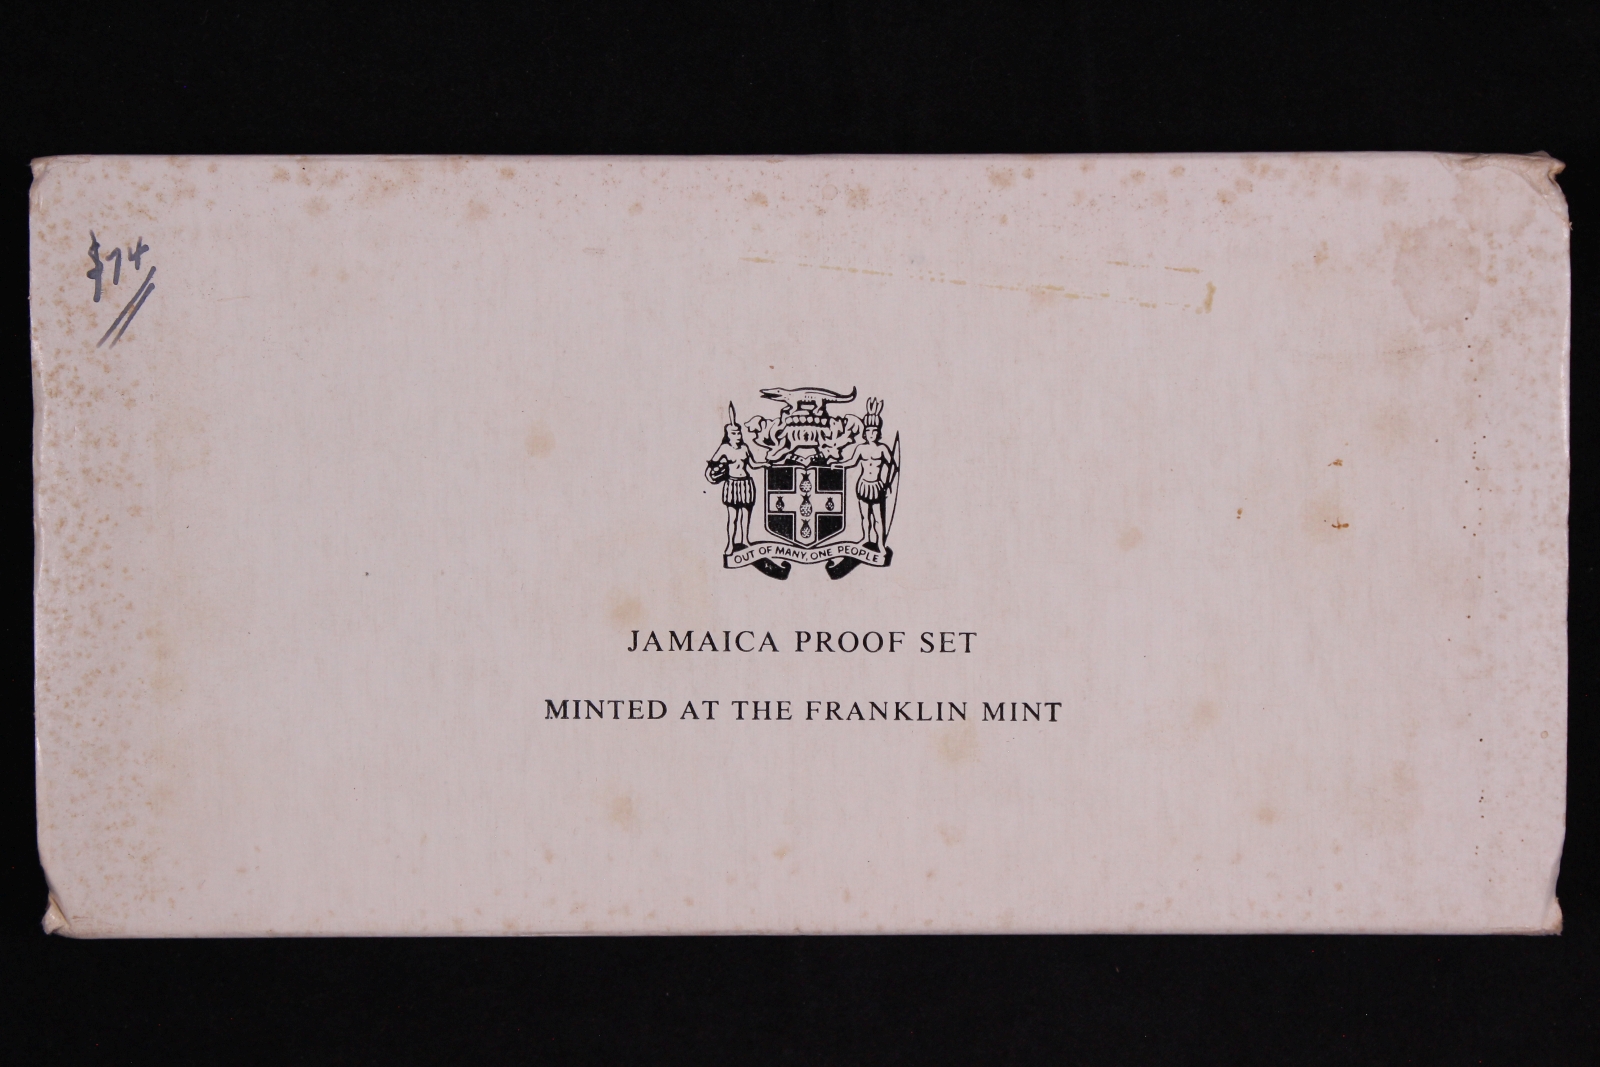 $74
OUT OF MANY, ONE PEOPLE
JAMAICA PROOF SET
MINTED AT THE FRANKLIN MINT